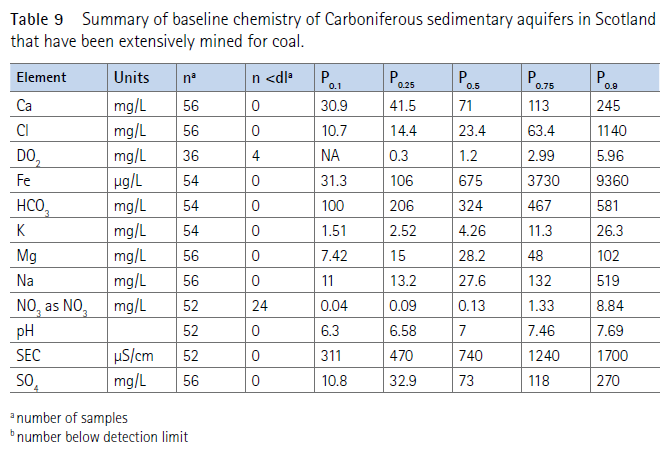 Table 9 Summary of baseline chemistry of Carboniferous sedimentary aquifers in Scotland
that have been extensively mined for coal.
Element Units nᵃ n <dlᵃ P₀.₁ P₀.₂₅ P₀.₅ P₀.₇₅ P₀.₉
Ca mg/L 56 0 30.9 41.5 71 113 245
Cl mg/L 56 0 10.7 14.4 23.4 63.4 1140
DO₂ mg/L 36 4 NA 0.3 1.2 2.99 5.96
Fe µg/L 54 0 31.3 106 675 3730 9360
HCO₃ mg/L 54 0 100 206 324 467 581
K mg/L 54 0 1.51 2.52 4.26 11.3 26.3
Mg mg/L 56 0 7.42 15 28.2 48 102
Na mg/L 56 0 11 13.2 27.6 132 519
NO₃ as NO₃ mg/L 52 24 0.04 0.09 0.13 1.33 8.84
pH 52 0 6.3 6.58 7 7.46 7.69
SEC µS/cm 52 0 311 470 740 1240 1700
SO₄ mg/L 56 0 10.8 32.9 73 118 270
ᵃ number of samples
ᵇ number below detection limit